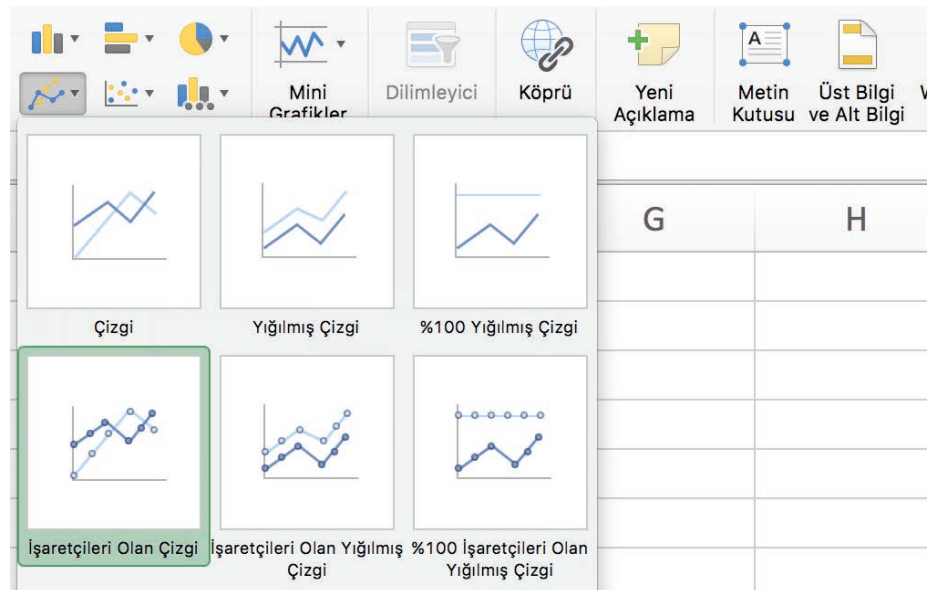 Mini
Grafikler
Dilimleyici
Köprü
Yeni
Açıklama
A
Metin
Kutusu
Üst Bilgi
ve Alt Bilgi
G
H
Çizgi
Yığılmış Çizgi
%100 Yığılmış Çizgi
İşaretçileri Olan Çizgi
İşaretçileri Olan Yığılmış
Çizgi
%100 İşaretçileri Olan
Yığılmış Çizgi